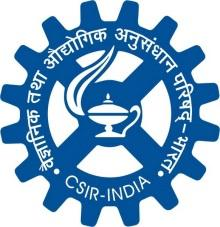 वैज्ञानिक तथा औद्योगिक अनुसंधान परिषद् - भारत
CSIR-INDIA